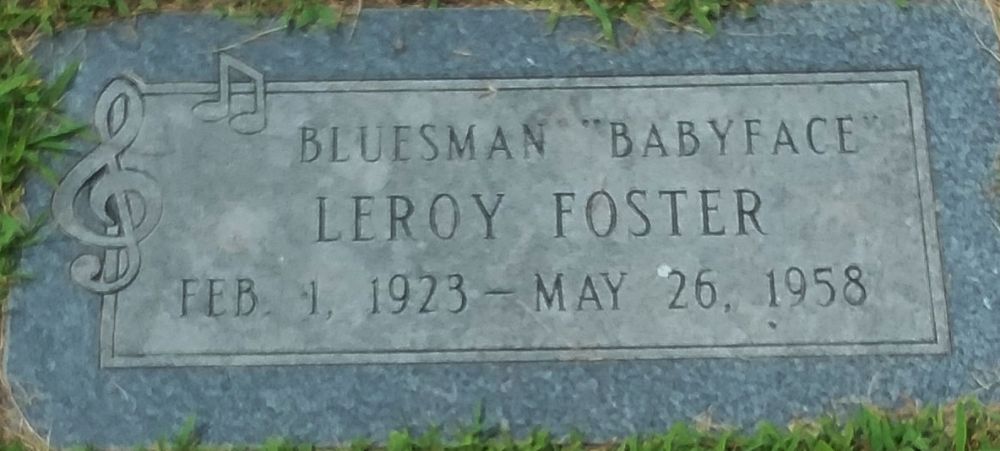 BLUESMAN "BABYFACE"
LEROY FOSTER
FEB. 1, 1923 – MAY 26, 1958